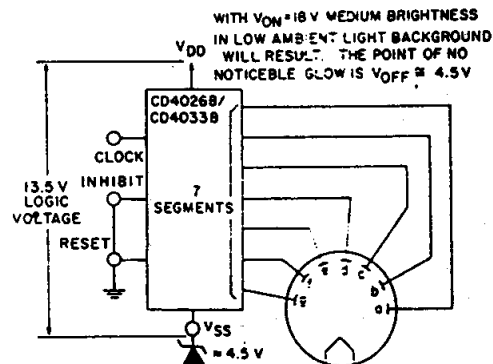 WITH VON=18 V MEDIUM BRIGHTNESS
IN LOW AMBIENT LIGHT BACKGROUND
WILL RESULT. THE POINT OF NO
NOTICEBLE GLOW IS VOFF ≅ 4.5V
VDD
CD4026B/
CD4033B
CLOCK
INHIBIT
13.5 V
LOGIC
VOLTAGE
7
SEGMENTS
RESET
VSS
≈ 4.5 V
g
f
e
d
c
b
a